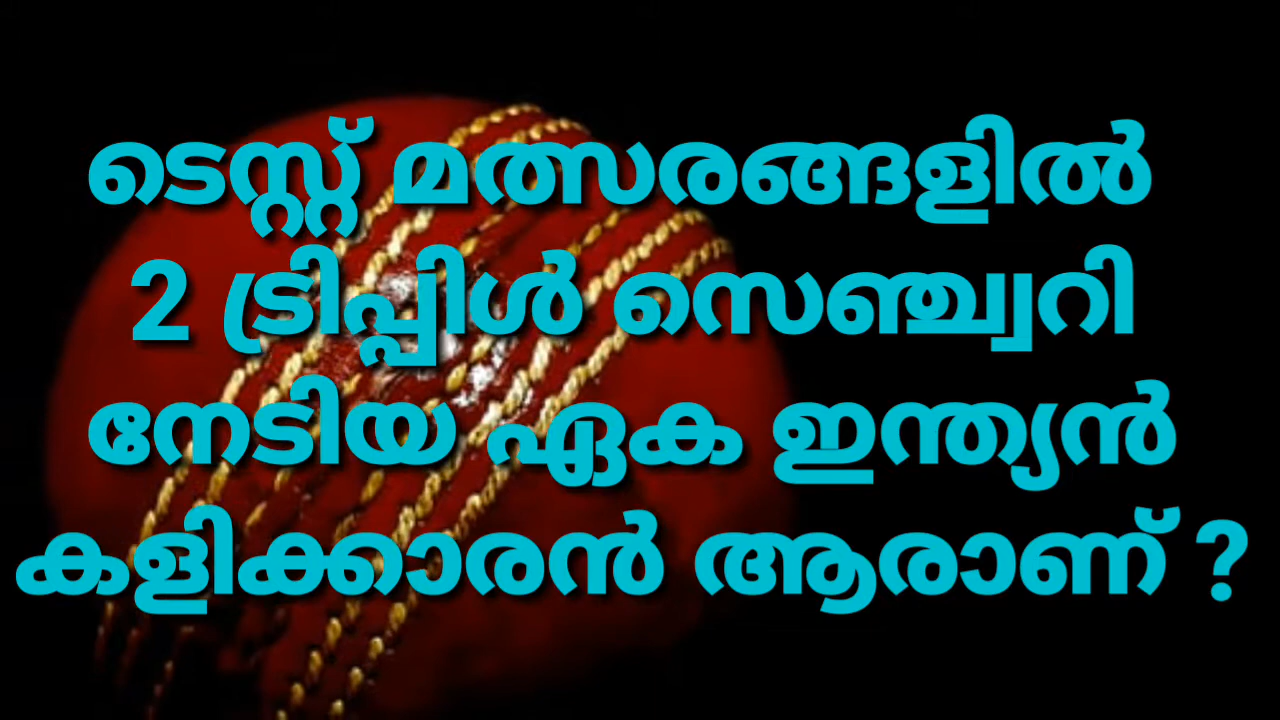 ടെസ്റ്റ് മത്സരങ്ങളിൽ
2 ട്രിപ്പിൾ സെഞ്ച്വറി
നേടിയ ഏക ഇന്ത്യൻ
കളിക്കാരൻ ആരാണ് ?